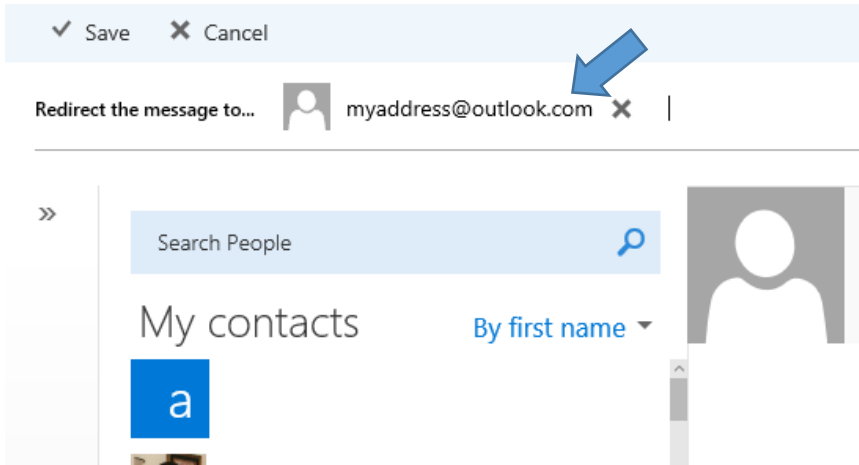 Save Cancel
Redirect the message to... myaddress@outlook.com
Search People
My contacts By first name
a